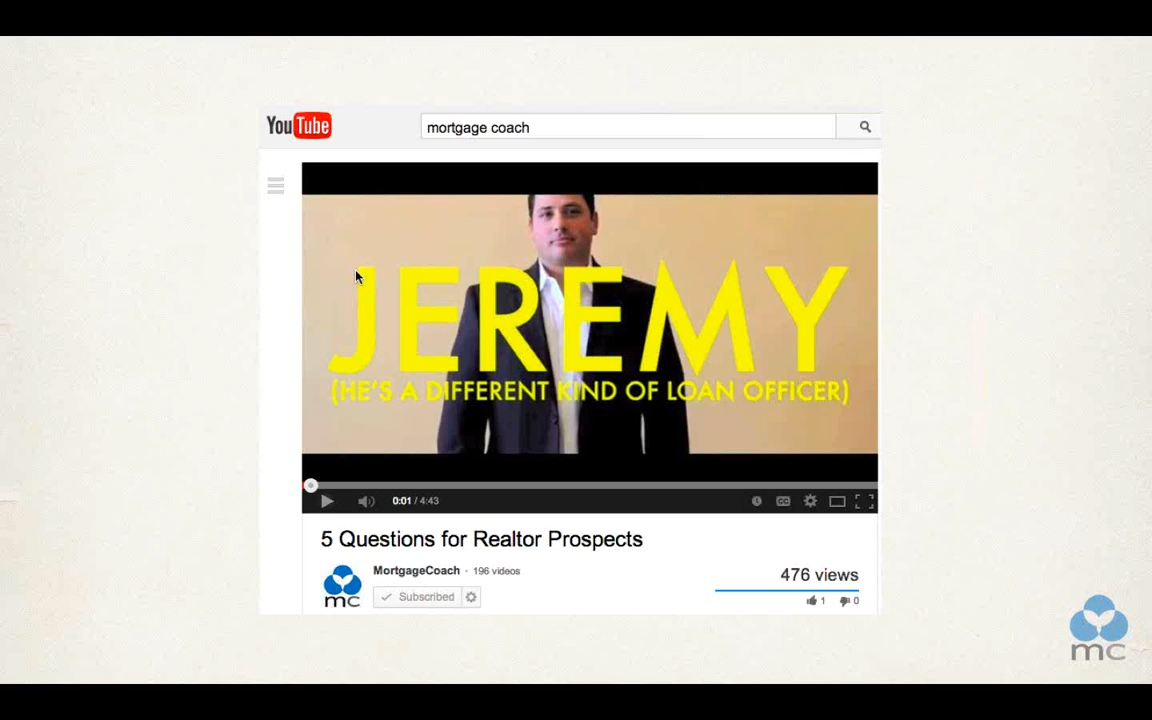 YouTube
mortgage coach
JEREMY
(HE'S A DIFFERENT KIND OF LOAN OFFICER)
0:01 / 4:43
CC
5 Questions for Realtor Prospects
MortgageCoach · 196 videos
476 views
mc
Subscribed
1 0
mc